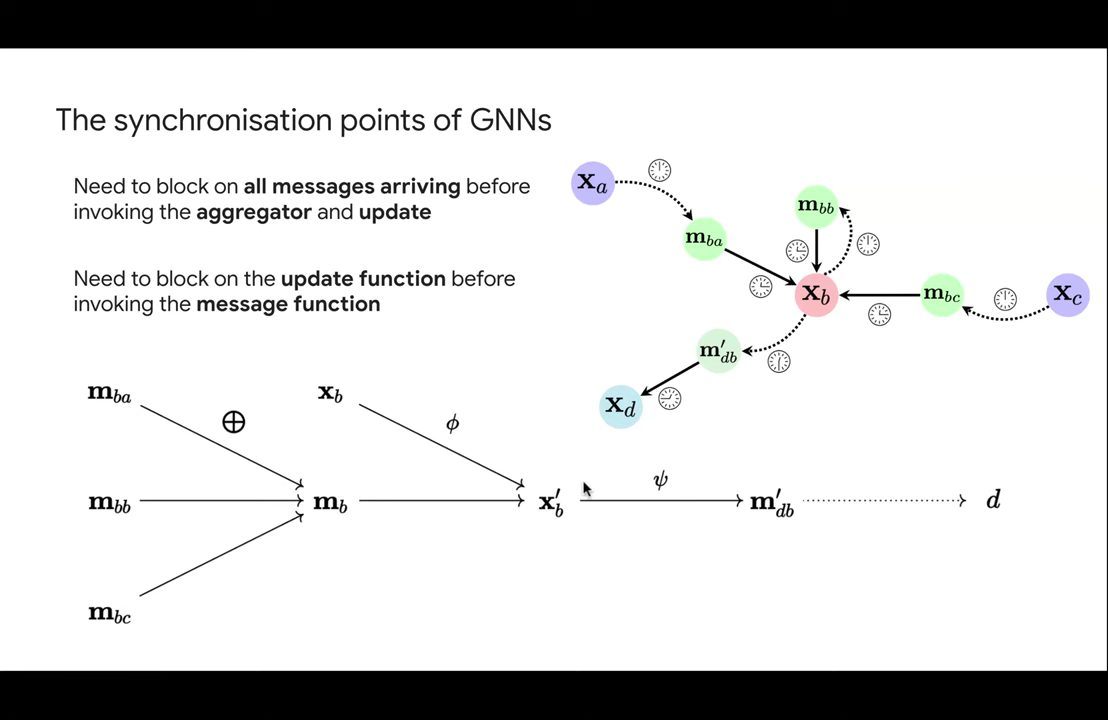 The synchronisation points of GNNs
Need to block on all messages arriving before
invoking the aggregator and update
Need to block on the update function before
invoking the message function
x_a
m_ba
m_bb
x_b
m_bc
x_c
m'_db
x_d
m_ba
⊕
x_b
ϕ
m_bb
m_b
x'_b
ψ
m'_db
d
m_bc